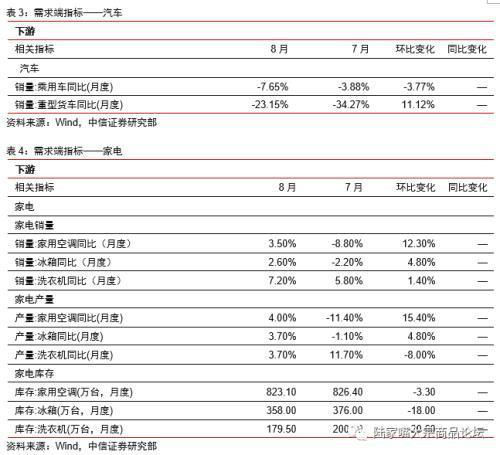 表 3：需求端指标——汽车
下游
相关指标 8 月 7 月 环比变化 同比变化
汽车
销量:乘用车同比(月度) -7.65% -3.88% -3.77% —
销量:重型货车同比(月度) -23.15% -34.27% 11.12% —
资料来源：Wind，中信证券研究部
表 4：需求端指标——家电
下游
相关指标 8 月 7 月 环比变化 同比变化
家电
家电销量
销量:家用空调同比（月度） 3.50% -8.80% 12.30% —
销量:冰箱同比（月度） 2.60% -2.20% 4.80% —
销量:洗衣机同比（月度） 7.20% 5.80% 1.40% —
家电产量
产量:家用空调同比(月度) 4.00% -11.40% 15.40% —
产量:冰箱同比(月度) 3.70% -1.10% 4.80% —
产量:洗衣机同比(月度) 3.70% 11.70% -8.00% —
家电库存
库存:家用空调(万台，月度) 823.10 826.40 -3.30 —
库存:冰箱(万台，月度) 358.00 376.00 -18.00 —
库存:洗衣机(万台，月度) 179.50
资料来源：Wind，中信证券研究部
陆家嘴大宗商品论坛